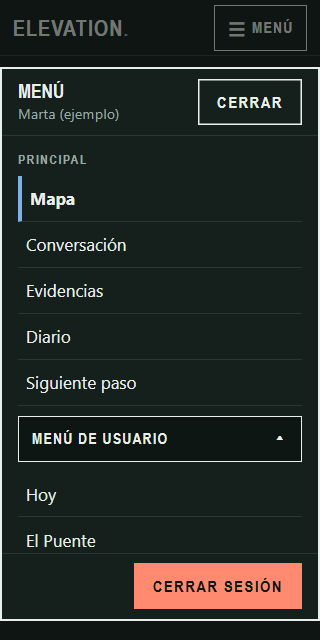 ELEVATION.
☰ MENÚ
MENÚ
Marta (ejemplo)
CERRAR
PRINCIPAL
Mapa
Conversación
Evidencias
Diario
Siguiente paso
MENÚ DE USUARIO
Hoy
El Puente
CERRAR SESIÓN